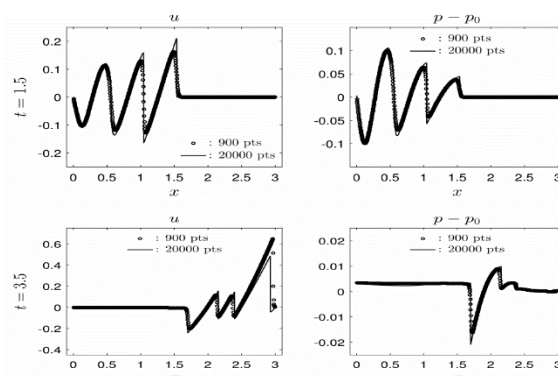 u
p − p0
0.2
0.1
0
-0.1
-0.2
t = 1.5
∘ : 900 pts
— : 20000 pts
0 0.5 1 1.5 2 2.5 3
x
0.1
0.05
0
-0.05
-0.1
∘ : 900 pts
— : 20000 pts
0 0.5 1 1.5 2 2.5 3
x
u
p − p0
0.6
0.4
0.2
0
-0.2
-0.4
t = 3.5
∘ : 900 pts
— : 20000 pts
0 0.5 1 1.5 2 2.5 3
0.02
0.01
0
-0.01
-0.02
∘ : 900 pts
— : 20000 pts
0 0.5 1 1.5 2 2.5 3